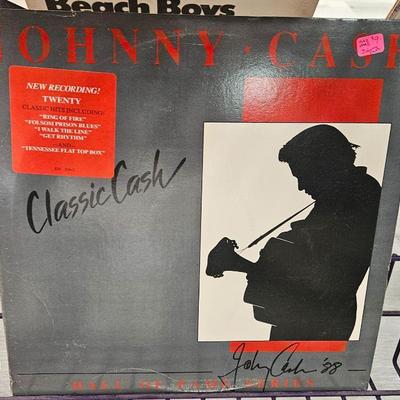 Beach Boys
JOHNNY · CASH
NEW RECORDING!
TWENTY
CLASSIC HITS INCLUDING:
"RING OF FIRE"
"FOLSOM PRISON BLUES"
"I WALK THE LINE"
"GET RHYTHM"
—AND—
"TENNESSEE FLAT TOP BOX"
Classic Cash
Johnny Cash '88
HALL OF FAME SERIES